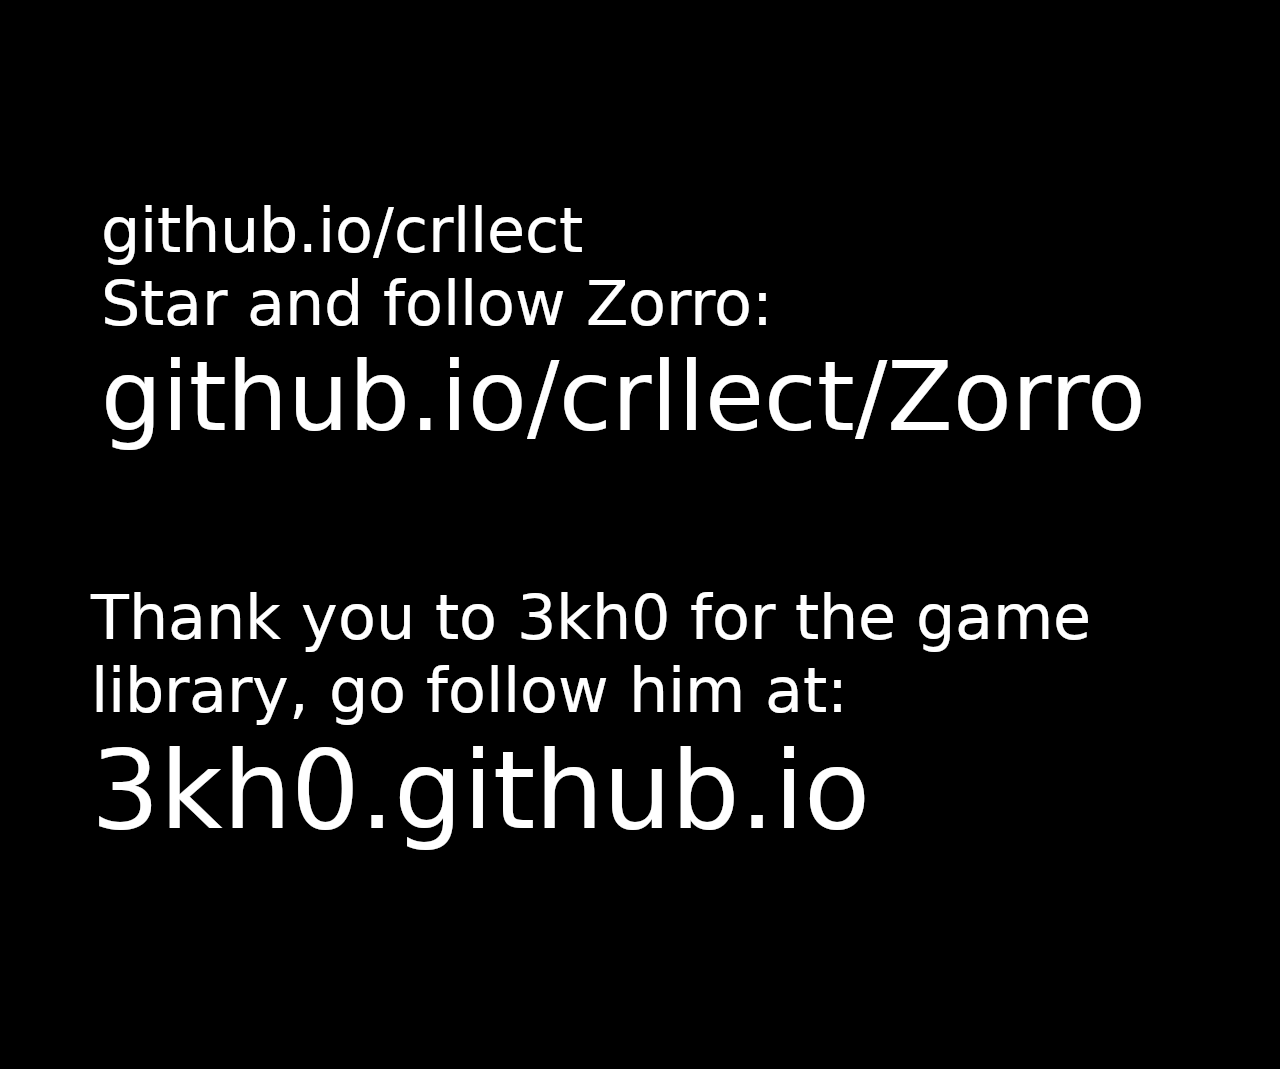 github.io/crllect
Star and follow Zorro:
github.io/crllect/Zorro
Thank you to 3kh0 for the game
library, go follow him at:
3kh0.github.io